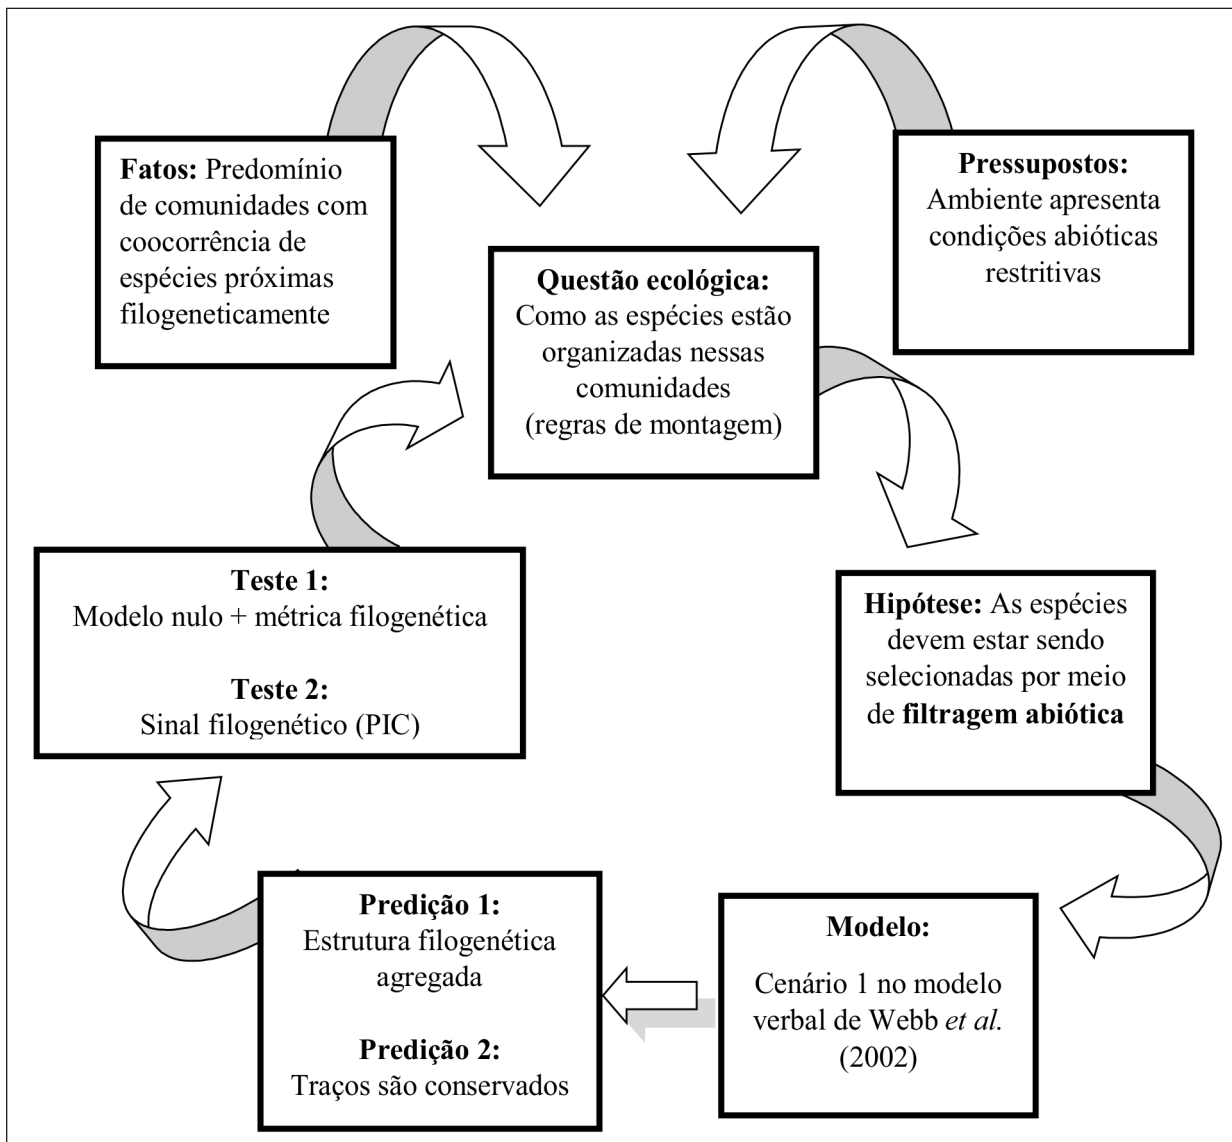 Fatos: Predomínio
de comunidades com
coocorrência de
espécies próximas
filogeneticamente
Pressupostos:
Ambiente apresenta
condições abióticas
restritivas
Questão ecológica:
Como as espécies estão
organizadas nessas
comunidades
(regras de montagem)
Hipótese: As espécies
devem estar sendo
selecionadas por meio
de filtragem abiótica
Modelo:
Cenário 1 no modelo
verbal de Webb et al.
(2002)
Predição 1:
Estrutura filogenética
agregada
Predição 2:
Traços são conservados
Teste 1:
Modelo nulo + métrica filogenética
Teste 2:
Sinal filogenético (PIC)